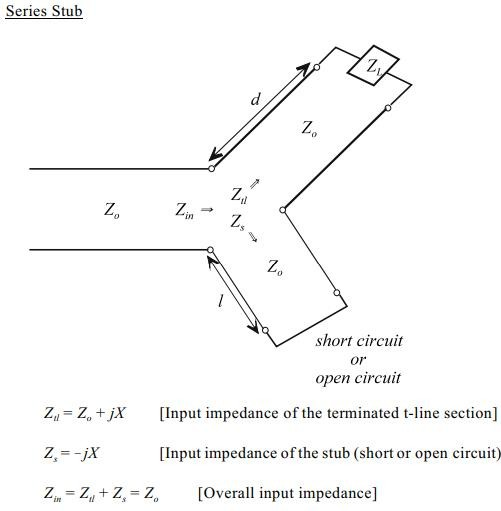 Series Stub
Z_L
d
Z_o
Z_tl ⇒
Z_o Z_in → Z_s ⇒
Z_o
l
short circuit
or
open circuit
Z_tl = Z_o + jX [Input impedance of the terminated t-line section]
Z_s = -jX [Input impedance of the stub (short or open circuit)
Z_in = Z_tl + Z_s = Z_o [Overall input impedance]